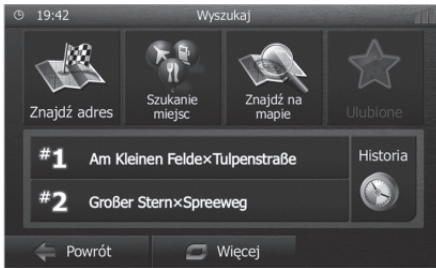 19:42 Wyszukaj
Znajdź adres
Szukanie
miejsc
Znajdź na
mapie
Ulubione
#1 Am Kleinen Felde×Tulpenstraße
Historia
#2 Großer Stern×Spreeweg
Powrót
Więcej